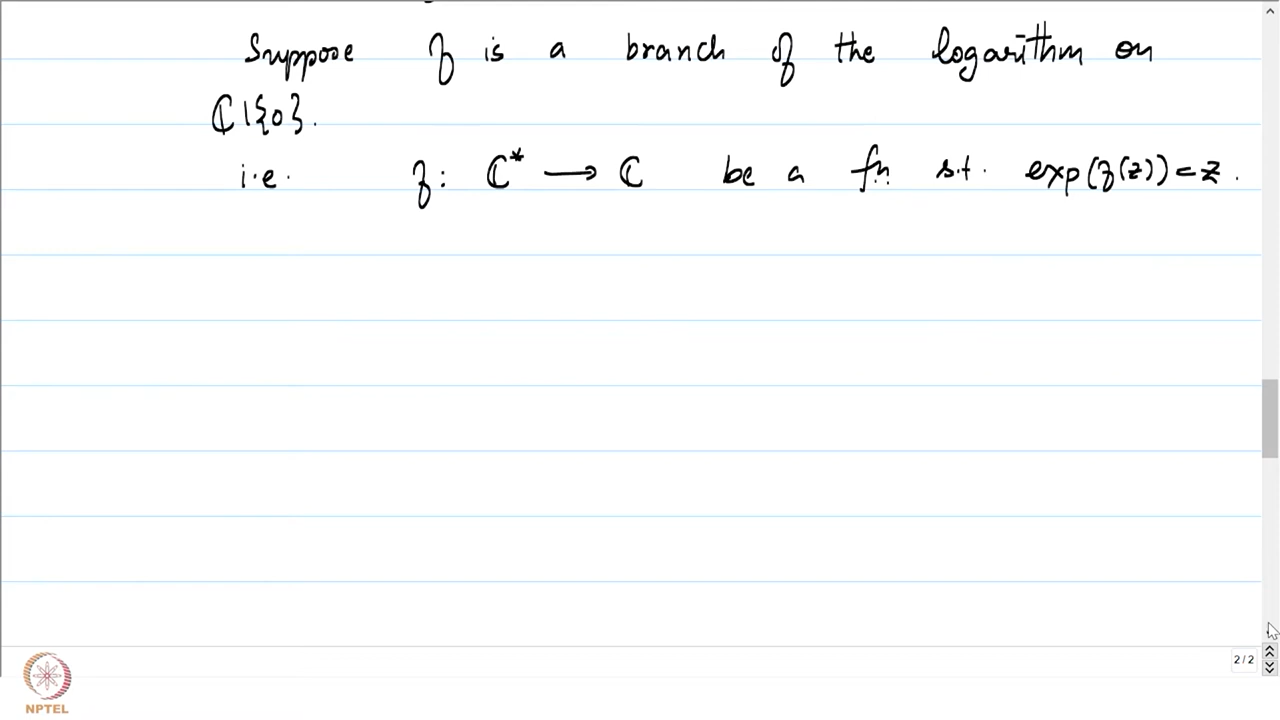 Suppose f is a branch of the logarithm on
ℂ\{0}.
i.e. f: ℂ* ⟶ ℂ be a fn. s.t. exp(f(z)) = z.
2/2
NPTEL